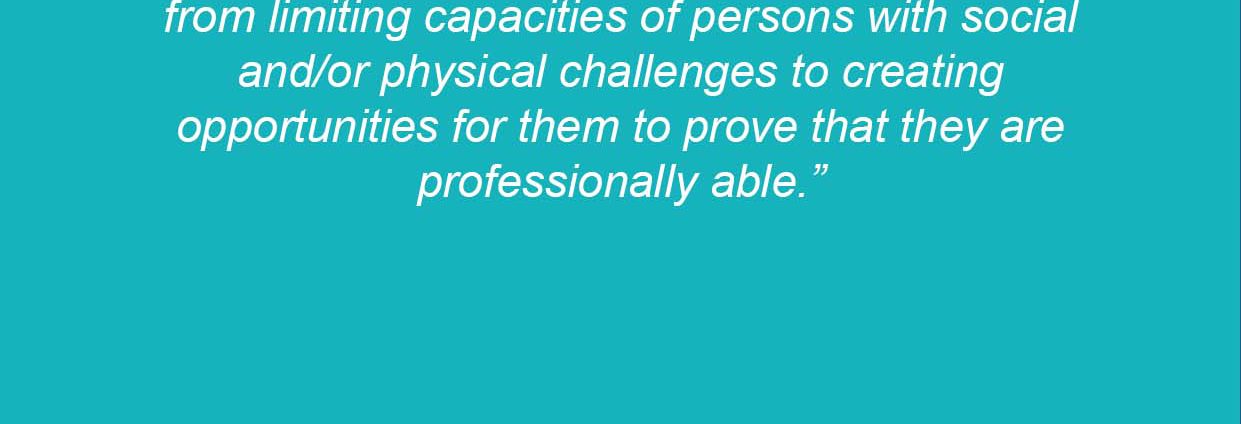 from limiting capacities of persons with social
and/or physical challenges to creating
opportunities for them to prove that they are
professionally able.”